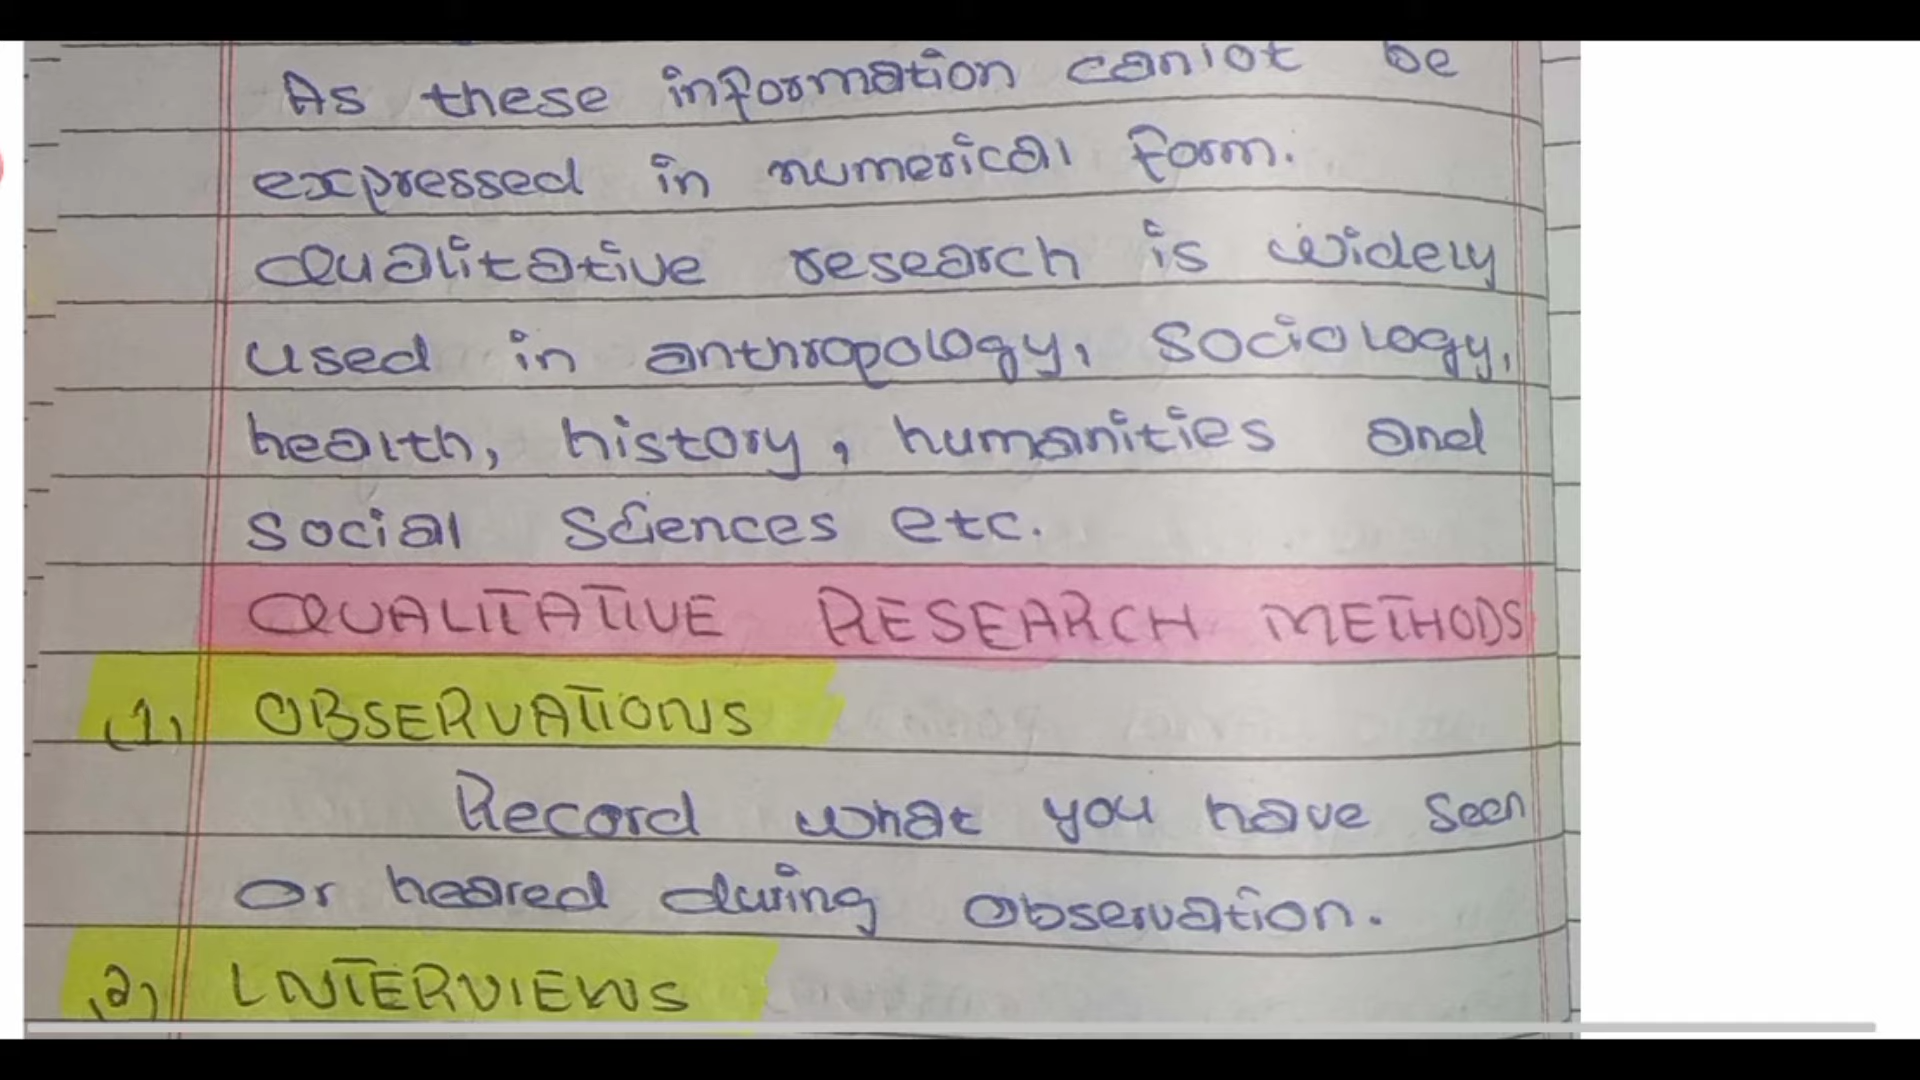 As these information cannot be
expressed in numerical form.
Qualitative research is widely
used in anthropology, sociology,
health, history, humanities and
social sciences etc.
QUALITATIVE RESEARCH METHODS
(1) OBSERVATIONS
Record what you have seen
or heared during observation.
(2) INTERVIEWS